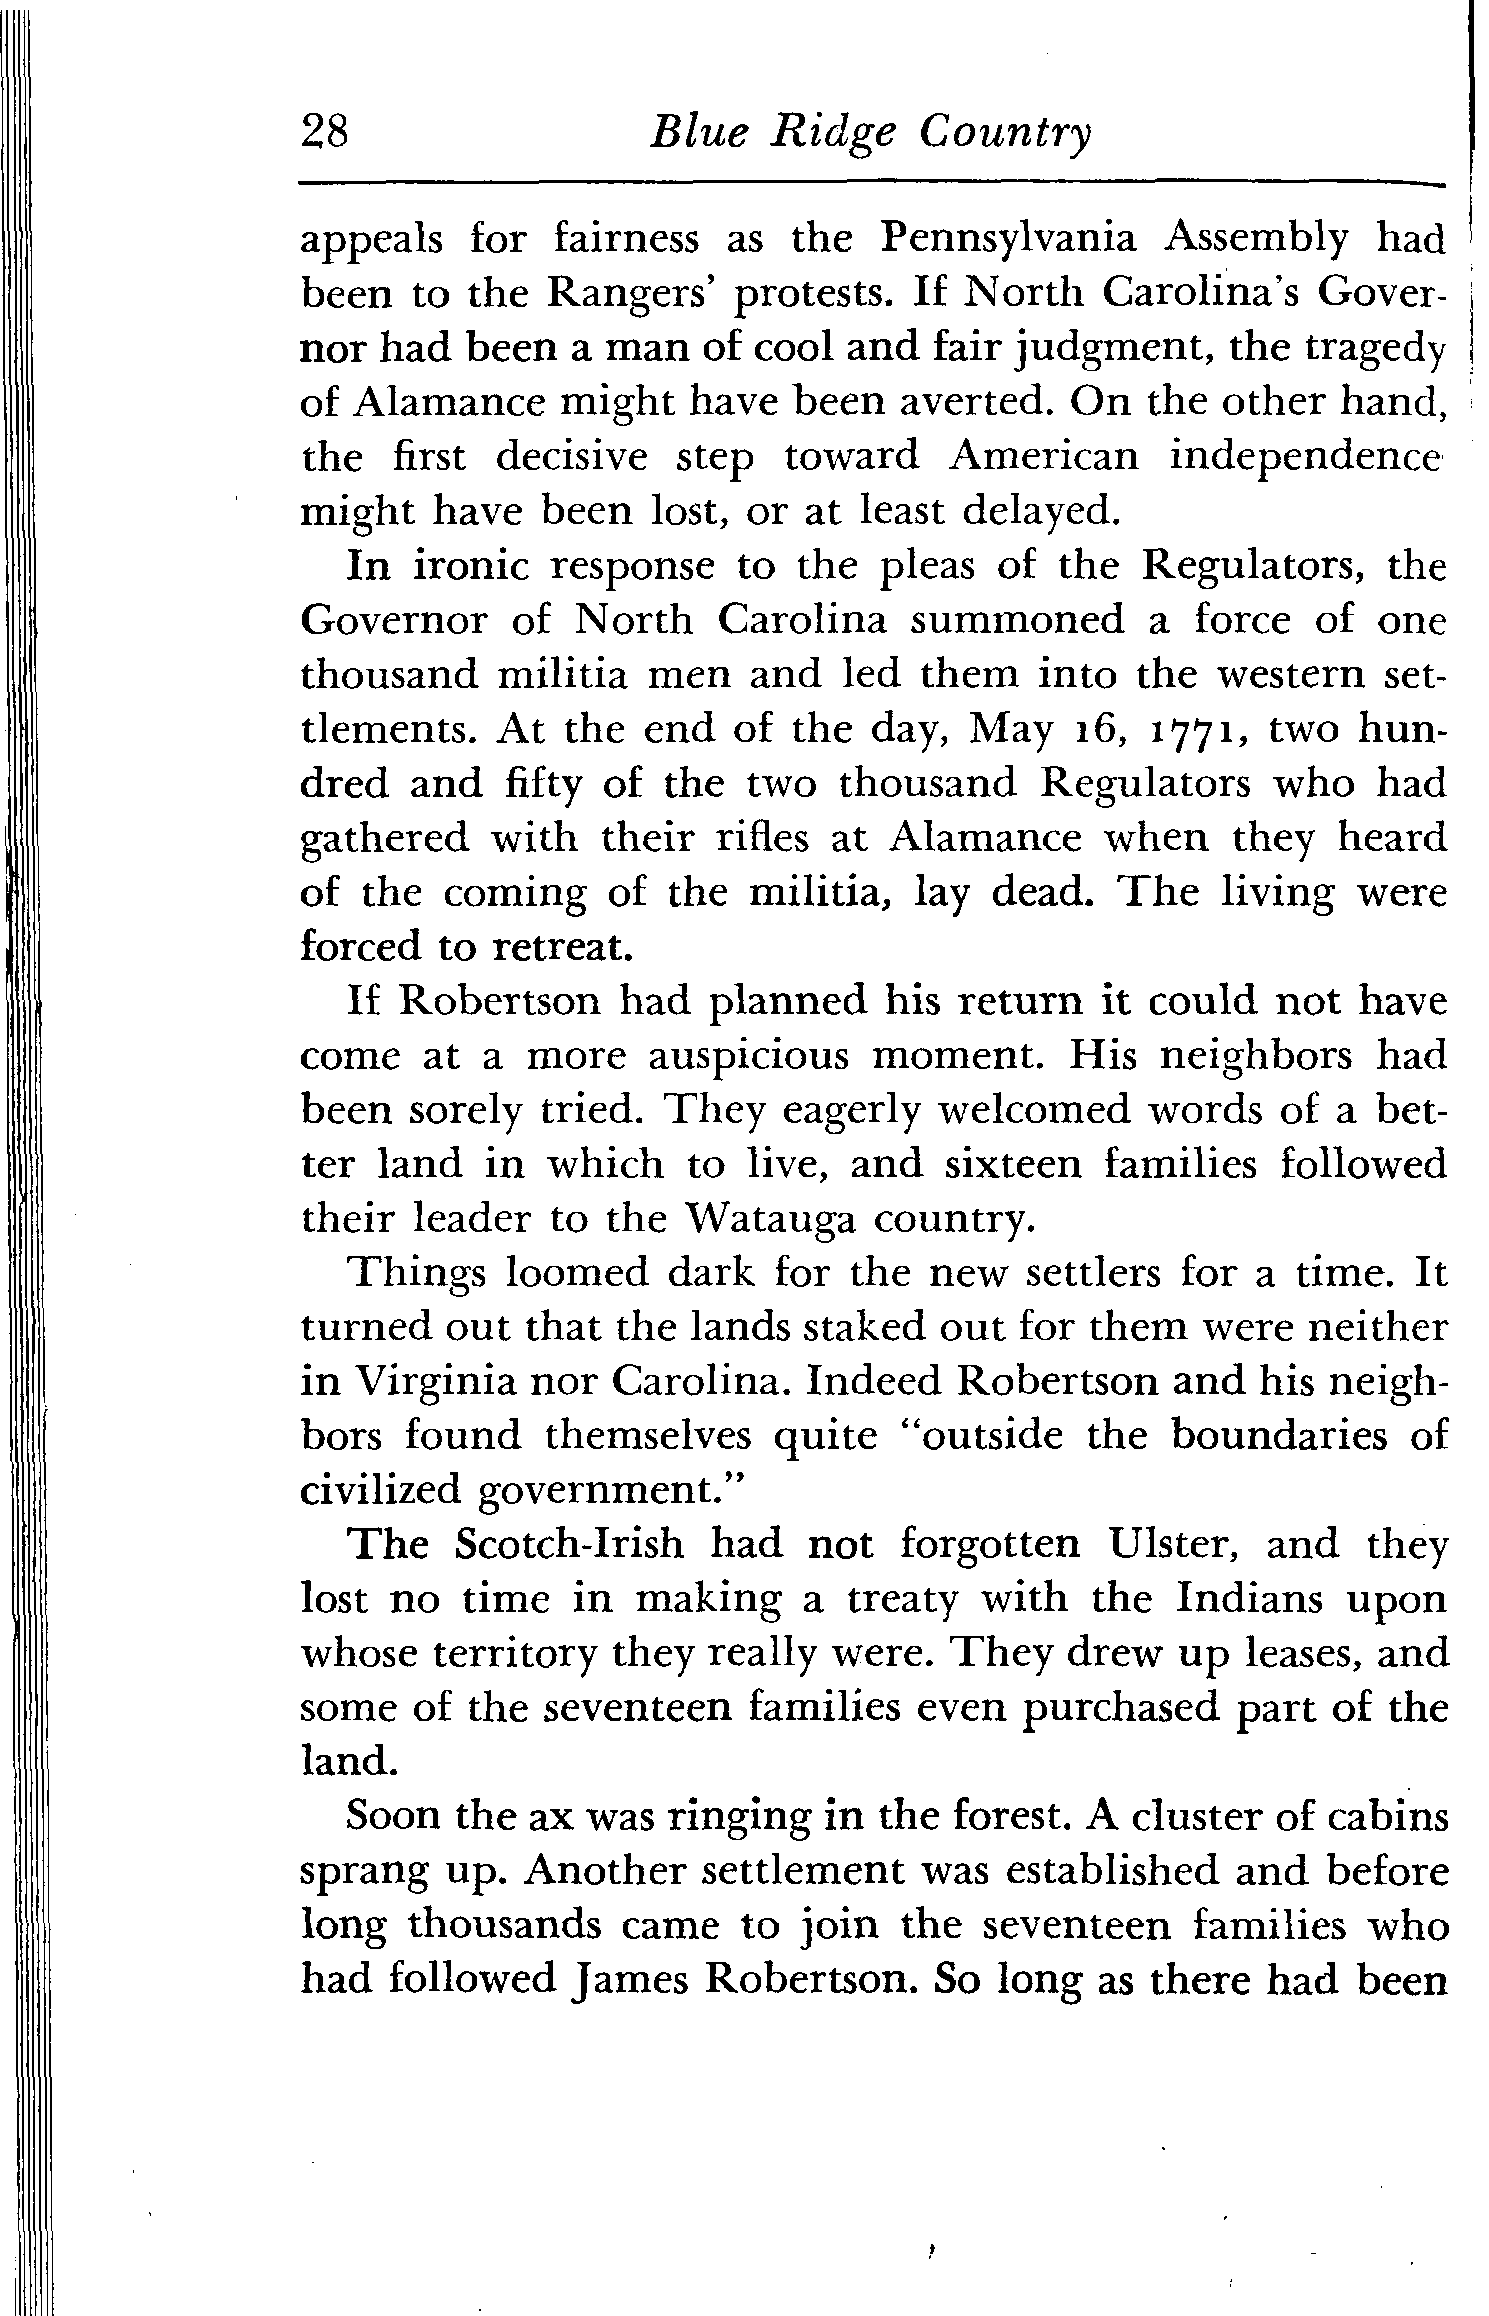 28 Blue Ridge Country
appeals for fairness as the Pennsylvania Assembly had
been to the Rangers' protests. If North Carolina's Gover-
nor had been a man of cool and fair judgment, the tragedy
of Alamance might have been averted. On the other hand,
the first decisive step toward American independence
might have been lost, or at least delayed.
In ironic response to the pleas of the Regulators, the
Governor of North Carolina summoned a force of one
thousand militia men and led them into the western set-
tlements. At the end of the day, May 16, 1771, two hun-
dred and fifty of the two thousand Regulators who had
gathered with their rifles at Alamance when they heard
of the coming of the militia, lay dead. The living were
forced to retreat.
If Robertson had planned his return it could not have
come at a more auspicious moment. His neighbors had
been sorely tried. They eagerly welcomed words of a bet-
ter land in which to live, and sixteen families followed
their leader to the Watauga country.
Things loomed dark for the new settlers for a time. It
turned out that the lands staked out for them were neither
in Virginia nor Carolina. Indeed Robertson and his neigh-
bors found themselves quite "outside the boundaries of
civilized government."
The Scotch-Irish had not forgotten Ulster, and they
lost no time in making a treaty with the Indians upon
whose territory they really were. They drew up leases, and
some of the seventeen families even purchased part of the
land.
Soon the ax was ringing in the forest. A cluster of cabins
sprang up. Another settlement was established and before
long thousands came to join the seventeen families who
had followed James Robertson. So long as there had been